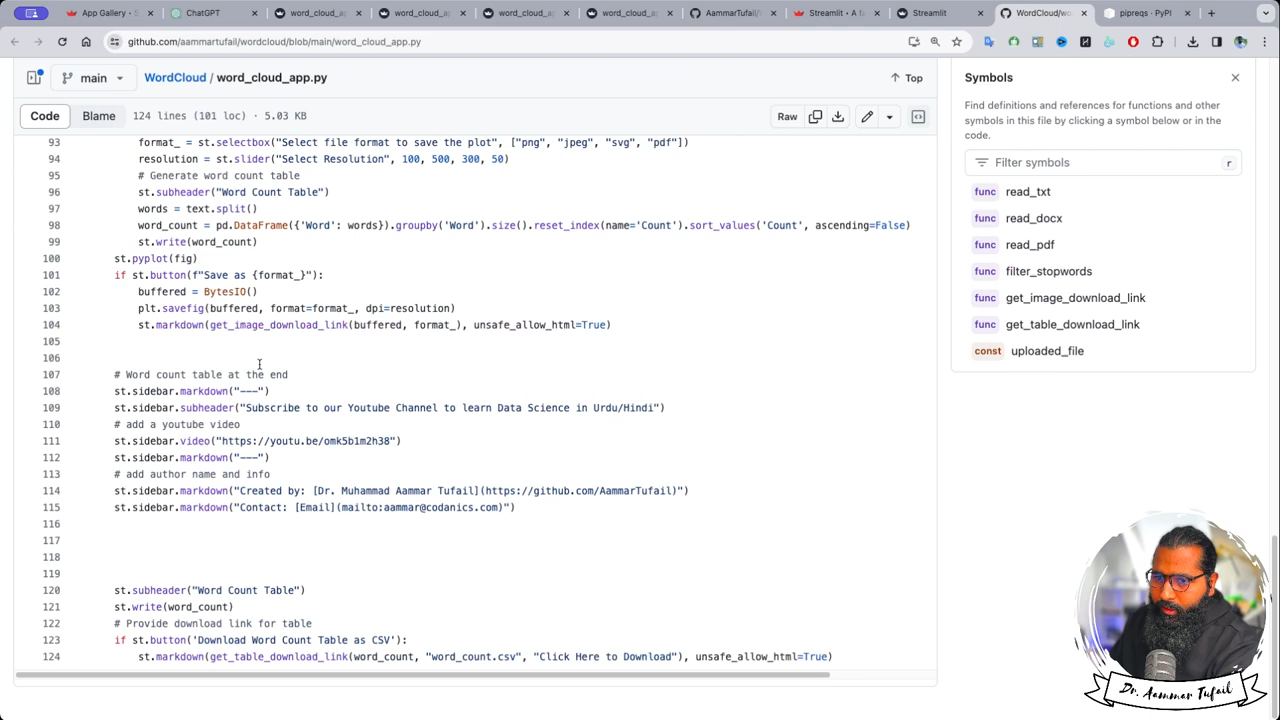 App Gallery - S
ChatGPT
word_cloud_ap
word_cloud_ap
word_cloud_ap
word_cloud_ap
AammarTufail/
Streamlit • A fa
Streamlit
WordCloud/wo
pipreqs · PyPI
github.com/aammartufail/wordcloud/blob/main/word_cloud_app.py
main
WordCloud / word_cloud_app.py
Top
Code
Blame
124 lines (101 loc) · 5.03 KB
Raw
93 format_ = st.selectbox("Select file format to save the plot", ["png", "jpeg", "svg", "pdf"])
94 resolution = st.slider("Select Resolution", 100, 500, 300, 50)
95 # Generate word count table
96 st.subheader("Word Count Table")
97 words = text.split()
98 word_count = pd.DataFrame({'Word': words}).groupby('Word').size().reset_index(name='Count').sort_values('Count', ascending=False)
99 st.write(word_count)
100 st.pyplot(fig)
101 if st.button(f"Save as {format_}"):
102 buffered = BytesIO()
103 plt.savefig(buffered, format=format_, dpi=resolution)
104 st.markdown(get_image_download_link(buffered, format_), unsafe_allow_html=True)
105
106
107 # Word count table at the end
108 st.sidebar.markdown("---")
109 st.sidebar.subheader("Subscribe to our Youtube Channel to learn Data Science in Urdu/Hindi")
110 # add a youtube video
111 st.sidebar.video("https://youtu.be/omk5b1m2h38")
112 st.sidebar.markdown("---")
113 # add author name and info
114 st.sidebar.markdown("Created by: [Dr. Muhammad Aammar Tufail](https://github.com/AammarTufail)")
115 st.sidebar.markdown("Contact: [Email](mailto:aammar@codanics.com)")
116
117
118
119
120 st.subheader("Word Count Table")
121 st.write(word_count)
122 # Provide download link for table
123 if st.button('Download Word Count Table as CSV'):
124 st.markdown(get_table_download_link(word_count, "word_count.csv", "Click Here to Download"), unsafe_allow_html=True)
Symbols
Find definitions and references for functions and other
symbols in this file by clicking a symbol below or in the
code.
Filter symbols
r
func read_txt
func read_docx
func read_pdf
func filter_stopwords
func get_image_download_link
func get_table_download_link
const uploaded_file
Dr. Aammar Tufail